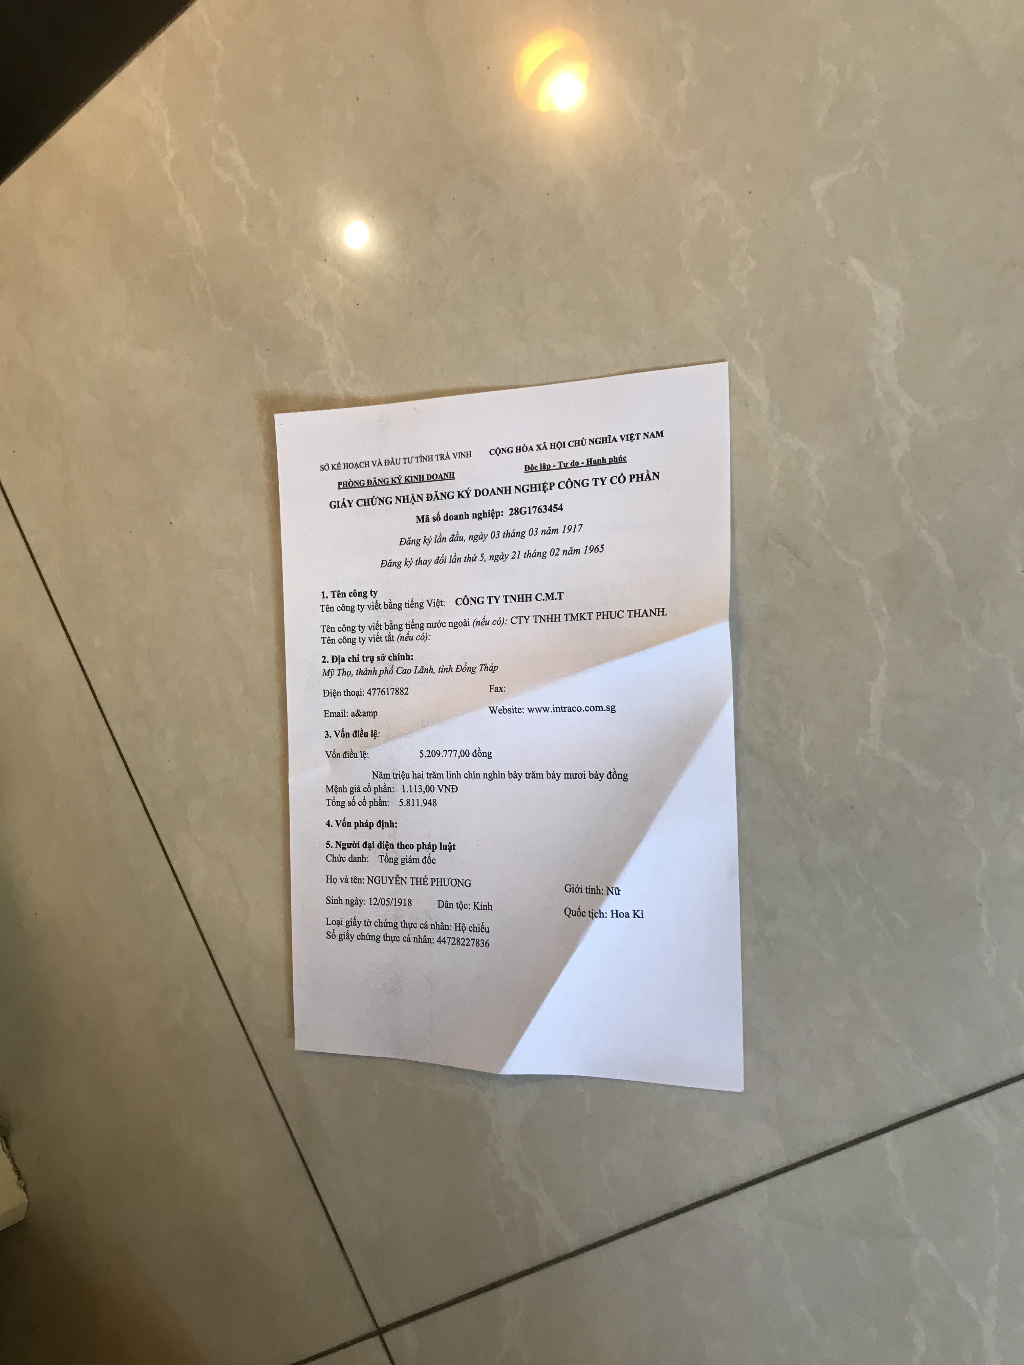 SỞ KẾ HOẠCH VÀ ĐẦU TƯ TỈNH TRÀ VINH CỘNG HÒA XÃ HỘI CHỦ NGHĨA VIỆT NAM
PHÒNG ĐĂNG KÝ KINH DOANH Độc lập - Tự do - Hạnh phúc
GIẤY CHỨNG NHẬN ĐĂNG KÝ DOANH NGHIỆP CÔNG TY CỔ PHẦN
Mã số doanh nghiệp: 28G1763454
Đăng ký lần đầu, ngày 03 tháng 03 năm 1917
Đăng ký thay đổi lần thứ 5, ngày 21 tháng 02 năm 1965
1. Tên công ty
Tên công ty viết bằng tiếng Việt: CÔNG TY TNHH C.M.T
Tên công ty viết bằng tiếng nước ngoài (nếu có): CTY TNHH TMKT PHUC THANH.
Tên công ty viết tắt (nếu có):
2. Địa chỉ trụ sở chính:
Mỹ Thọ, thành phố Cao Lãnh, tỉnh Đồng Tháp
Điện thoại: 477617882 Fax:
Email: a&amp Website: www.intraco.com.sg
3. Vốn điều lệ:
Vốn điều lệ: 5.209.777,00 đồng
Năm triệu hai trăm linh chín nghìn bảy trăm bảy mươi bảy đồng
Mệnh giá cổ phần: 1.113,00 VNĐ
Tổng số cổ phần: 5.811.948
4. Vốn pháp định:
5. Người đại diện theo pháp luật
Chức danh: Tổng giám đốc
Họ và tên: NGUYỄN THẾ PHƯƠNG Giới tính: Nữ
Sinh ngày: 12/05/1918 Dân tộc: Kinh Quốc tịch: Hoa Kì
Loại giấy tờ chứng thực cá nhân: Hộ chiếu
Số giấy chứng thực cá nhân: 44728227836